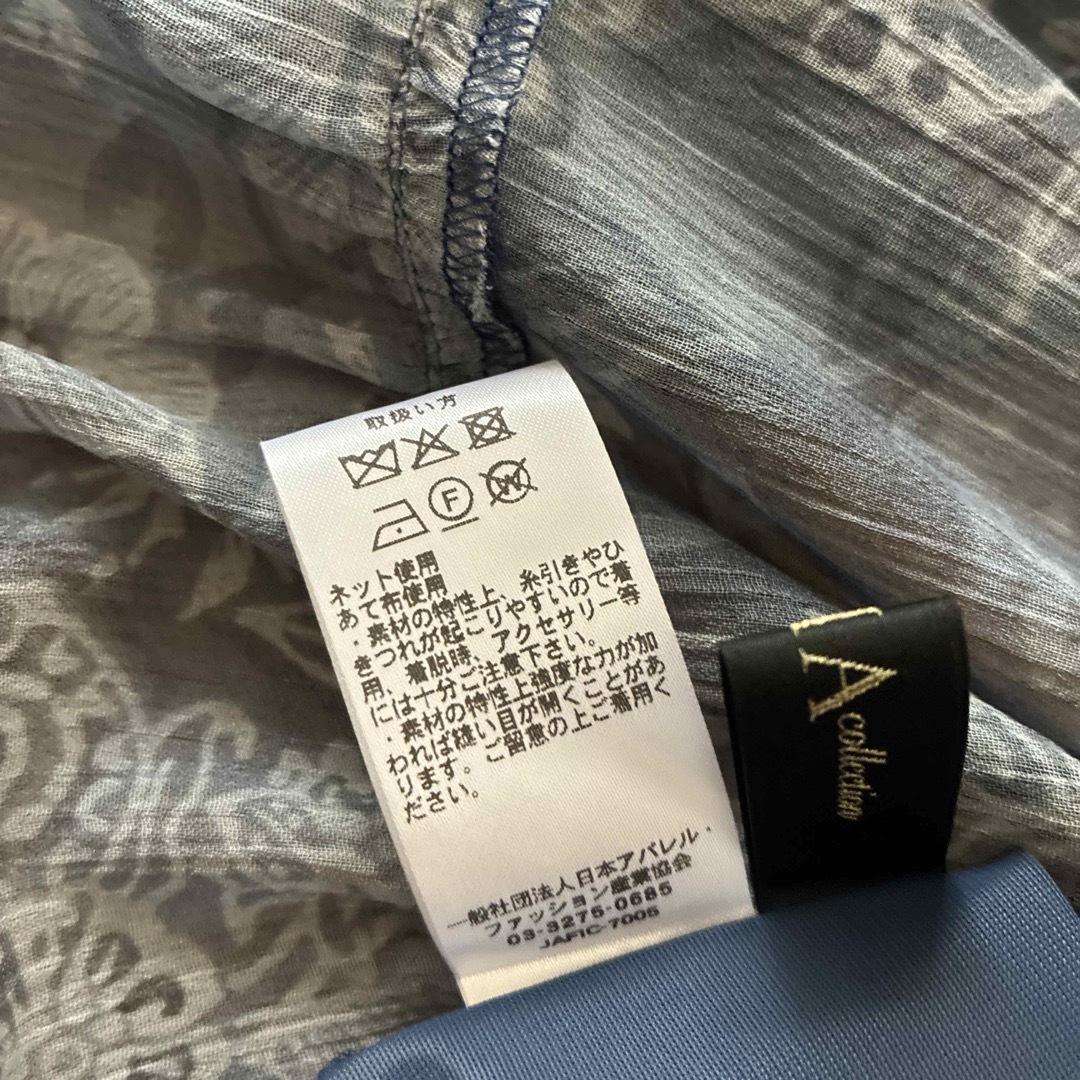 取扱い方
F W
ネット使用
あて布使用
・素材の特性上、糸引きやひ
きつれが起こりやすいので着
用、着脱時、アクセサリー等
には十分ご注意下さい。
・素材の特性上強度な力が加
われば縫い目が開くことがあ
ります。ご留意の上ご着用く
ださい。
一般社団法人日本アパレル・
ファッション産業協会
03-3275-0685
JAFIC-7005
A
collection